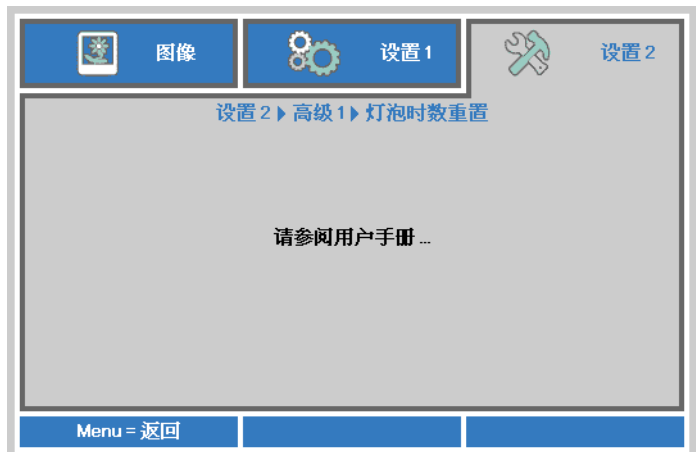 图像
设置 1
设置 2
设置 2 ▶ 高级 1 ▶ 灯泡时数重置
请参阅用户手册 ...
Menu = 返回